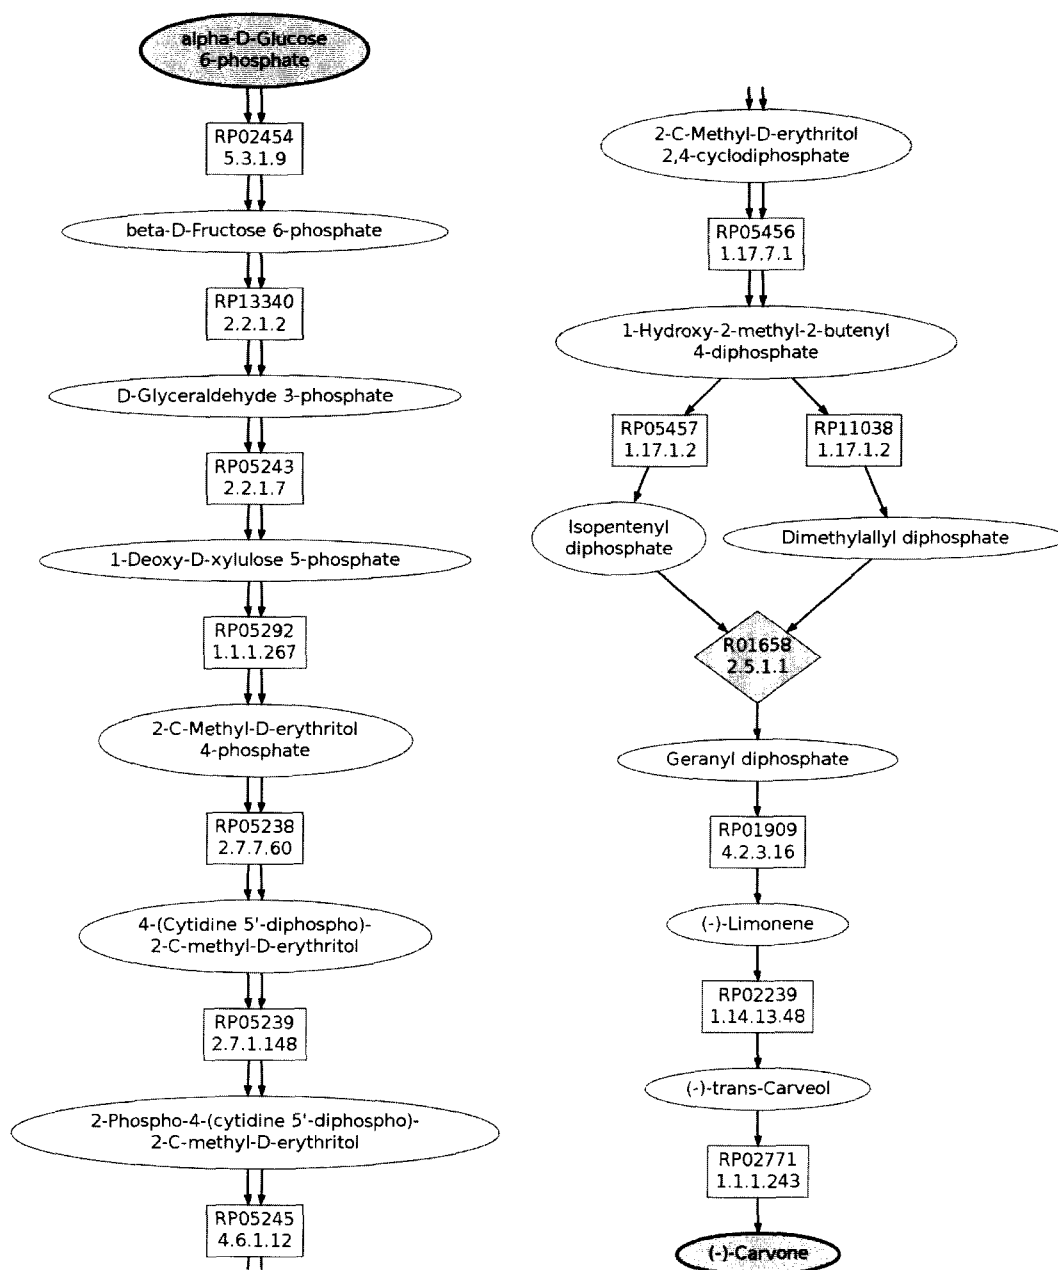 alpha-D-Glucose
6-phosphate
RP02454
5.3.1.9
beta-D-Fructose 6-phosphate
RP13340
2.2.1.2
D-Glyceraldehyde 3-phosphate
RP05243
2.2.1.7
1-Deoxy-D-xylulose 5-phosphate
RP05292
1.1.1.267
2-C-Methyl-D-erythritol
4-phosphate
RP05238
2.7.7.60
4-(Cytidine 5'-diphospho)-
2-C-methyl-D-erythritol
RP05239
2.7.1.148
2-Phospho-4-(cytidine 5'-diphospho)-
2-C-methyl-D-erythritol
RP05245
4.6.1.12
2-C-Methyl-D-erythritol
2,4-cyclodiphosphate
RP05456
1.17.7.1
1-Hydroxy-2-methyl-2-butenyl
4-diphosphate
RP05457
1.17.1.2
RP11038
1.17.1.2
Isopentenyl
diphosphate
Dimethylallyl diphosphate
R01658
2.5.1.1
Geranyl diphosphate
RP01909
4.2.3.16
(-)-Limonene
RP02239
1.14.13.48
(-)-trans-Carveol
RP02771
1.1.1.243
(-)-Carvone